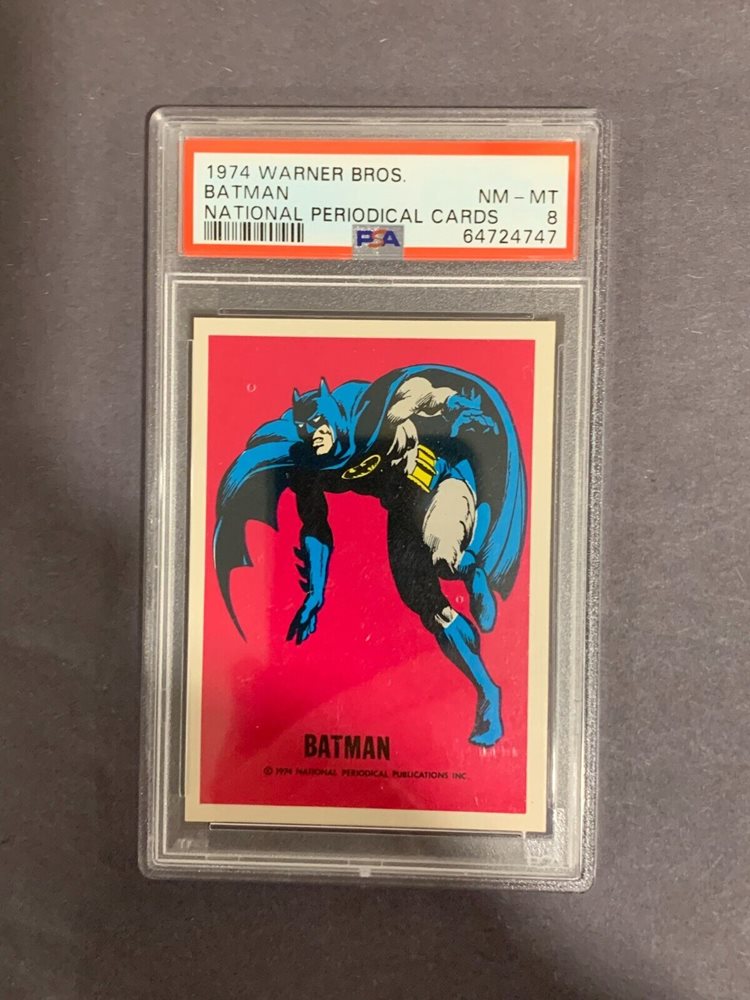 1974 WARNER BROS.
BATMAN NM-MT
NATIONAL PERIODICAL CARDS 8
PSA 64724747
BATMAN
© 1974 NATIONAL PERIODICAL PUBLICATIONS INC.